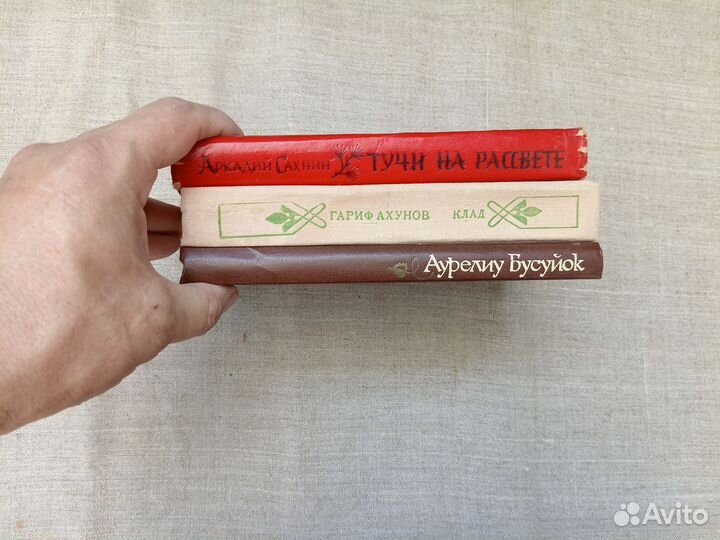 Аркадий Сахнин ТУЧИ НА РАССВЕТЕ
ГАРИФ АХУНОВ КЛАД
Аурелиу Бусуйок
Avito